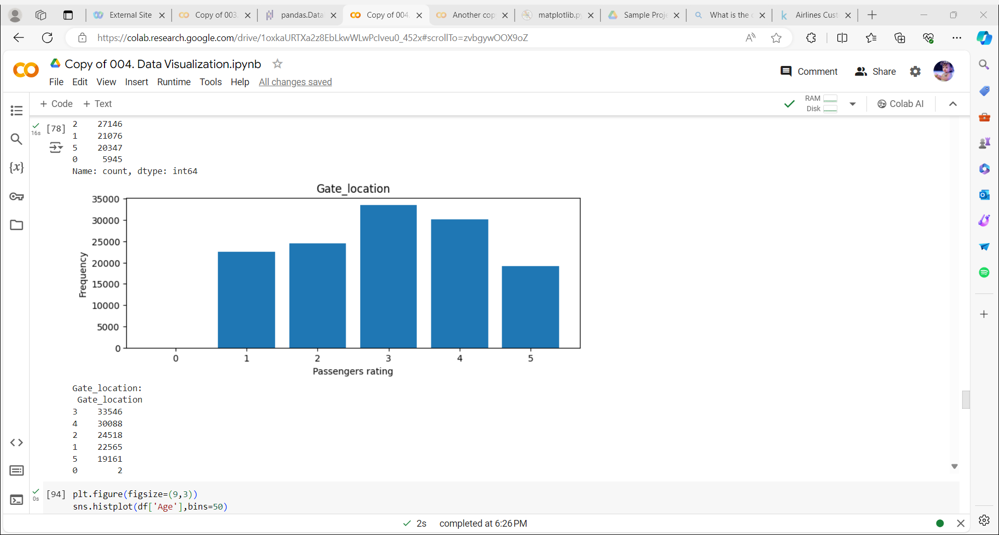 External Site
Copy of 003.
pandas.Data
Copy of 004.
Another cop
matplotlib.p
Sample Proje
What is the
Airlines Cust
https://colab.research.google.com/drive/1oxkaURTXa2z8EbLkwWLwPclveu0_452x#scrollTo=zvbgywOOX9oZ
Copy of 004. Data Visualization.ipynb
Comment Share
File Edit View Insert Runtime Tools Help All changes saved
+ Code + Text
RAM
Disk
Colab AI
[78]
16s
2 27146
1 21076
5 20347
0 5945
Name: count, dtype: int64
{x}
Gate_location
35000
30000
25000
20000
15000
10000
5000
0
Frequency
0 1 2 3 4 5
Passengers rating
Gate_location:
Gate_location
3 33546
4 30088
2 24518
1 22565
5 19161
0 2
[94] plt.figure(figsize=(9,3))
0s
sns.histplot(df['Age'],bins=50)
2s completed at 6:26 PM